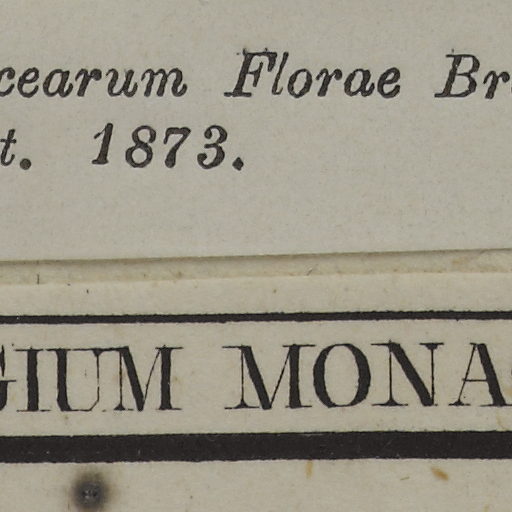 cearum Florae Br
t. 1873.
GIUM MONA